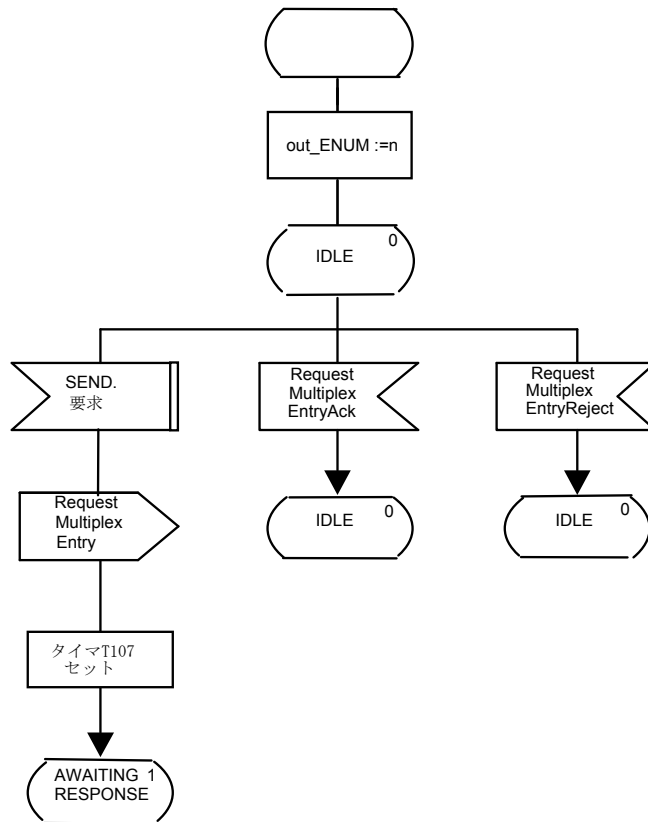 out_ENUM :=n
IDLE 0
SEND.
要求
Request
Multiplex
EntryAck
Request
Multiplex
EntryReject
Request
Multiplex
Entry
IDLE 0
IDLE 0
タイマT107
セット
AWAITING 1
RESPONSE